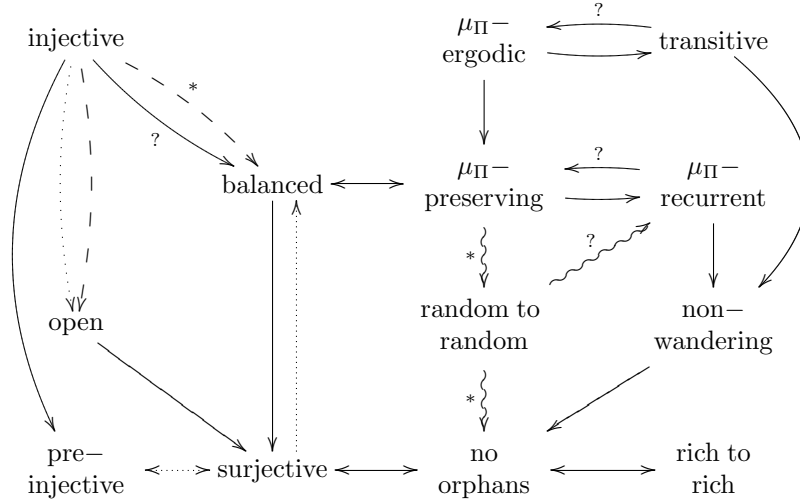 injective
μΠ−
ergodic
?
transitive
*
?
balanced
μΠ−
preserving
?
μΠ−
recurrent
*
?
open
random to
random
non−
wandering
*
pre−
injective
surjective
no
orphans
rich to
rich